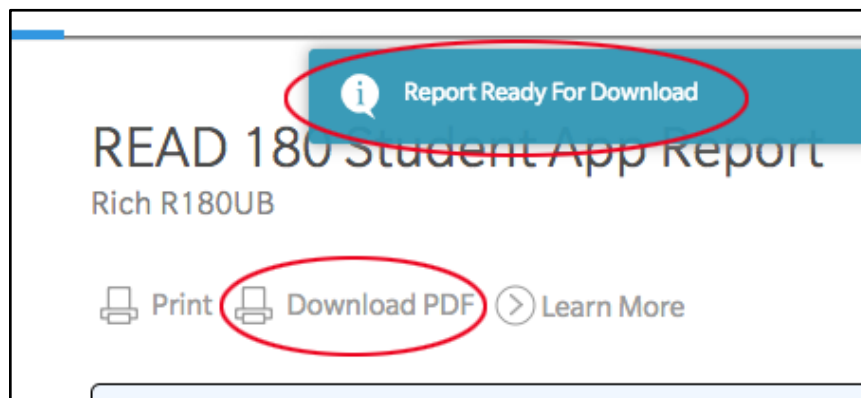 Report Ready For Download
READ 180 Student App Report
Rich R180UB
Print Download PDF Learn More